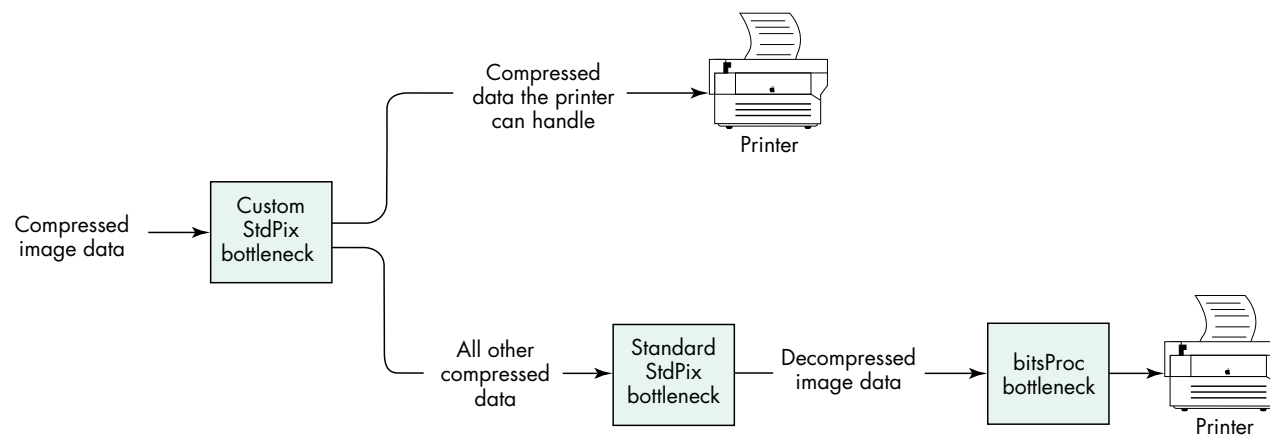 Compressed
data the printer
can handle
Printer
Compressed
image data
Custom
StdPix
bottleneck
All other
compressed
data
Standard
StdPix
bottleneck
Decompressed
image data
bitsProc
bottleneck
Printer